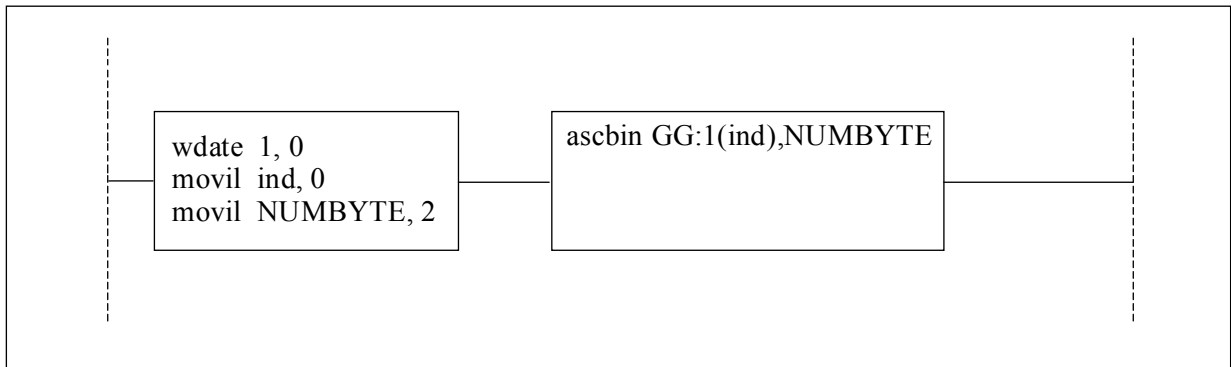 wdate 1, 0
movil ind, 0
movil NUMBYTE, 2
ascbin GG:1(ind),NUMBYTE